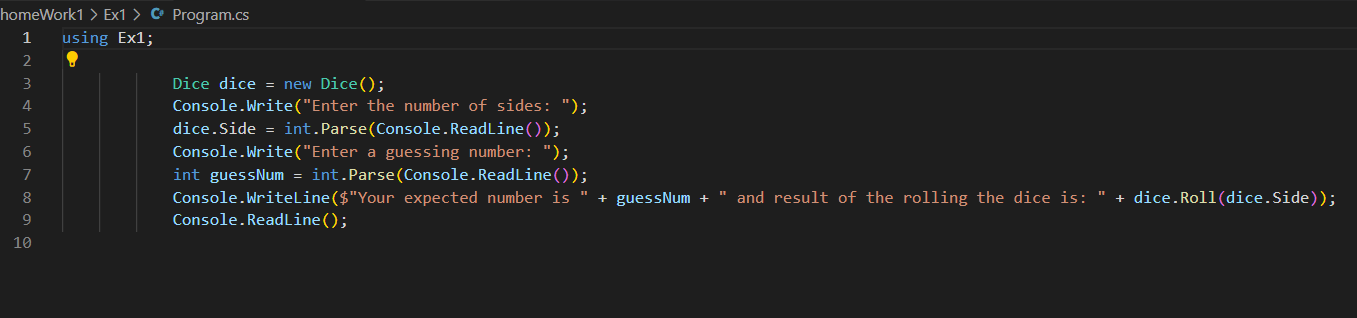 homeWork1 > Ex1 > C# Program.cs
1 using Ex1;
2
3 Dice dice = new Dice();
4 Console.Write("Enter the number of sides: ");
5 dice.Side = int.Parse(Console.ReadLine());
6 Console.Write("Enter a guessing number: ");
7 int guessNum = int.Parse(Console.ReadLine());
8 Console.WriteLine($"Your expected number is " + guessNum + " and result of the rolling the dice is: " + dice.Roll(dice.Side));
9 Console.ReadLine();
10